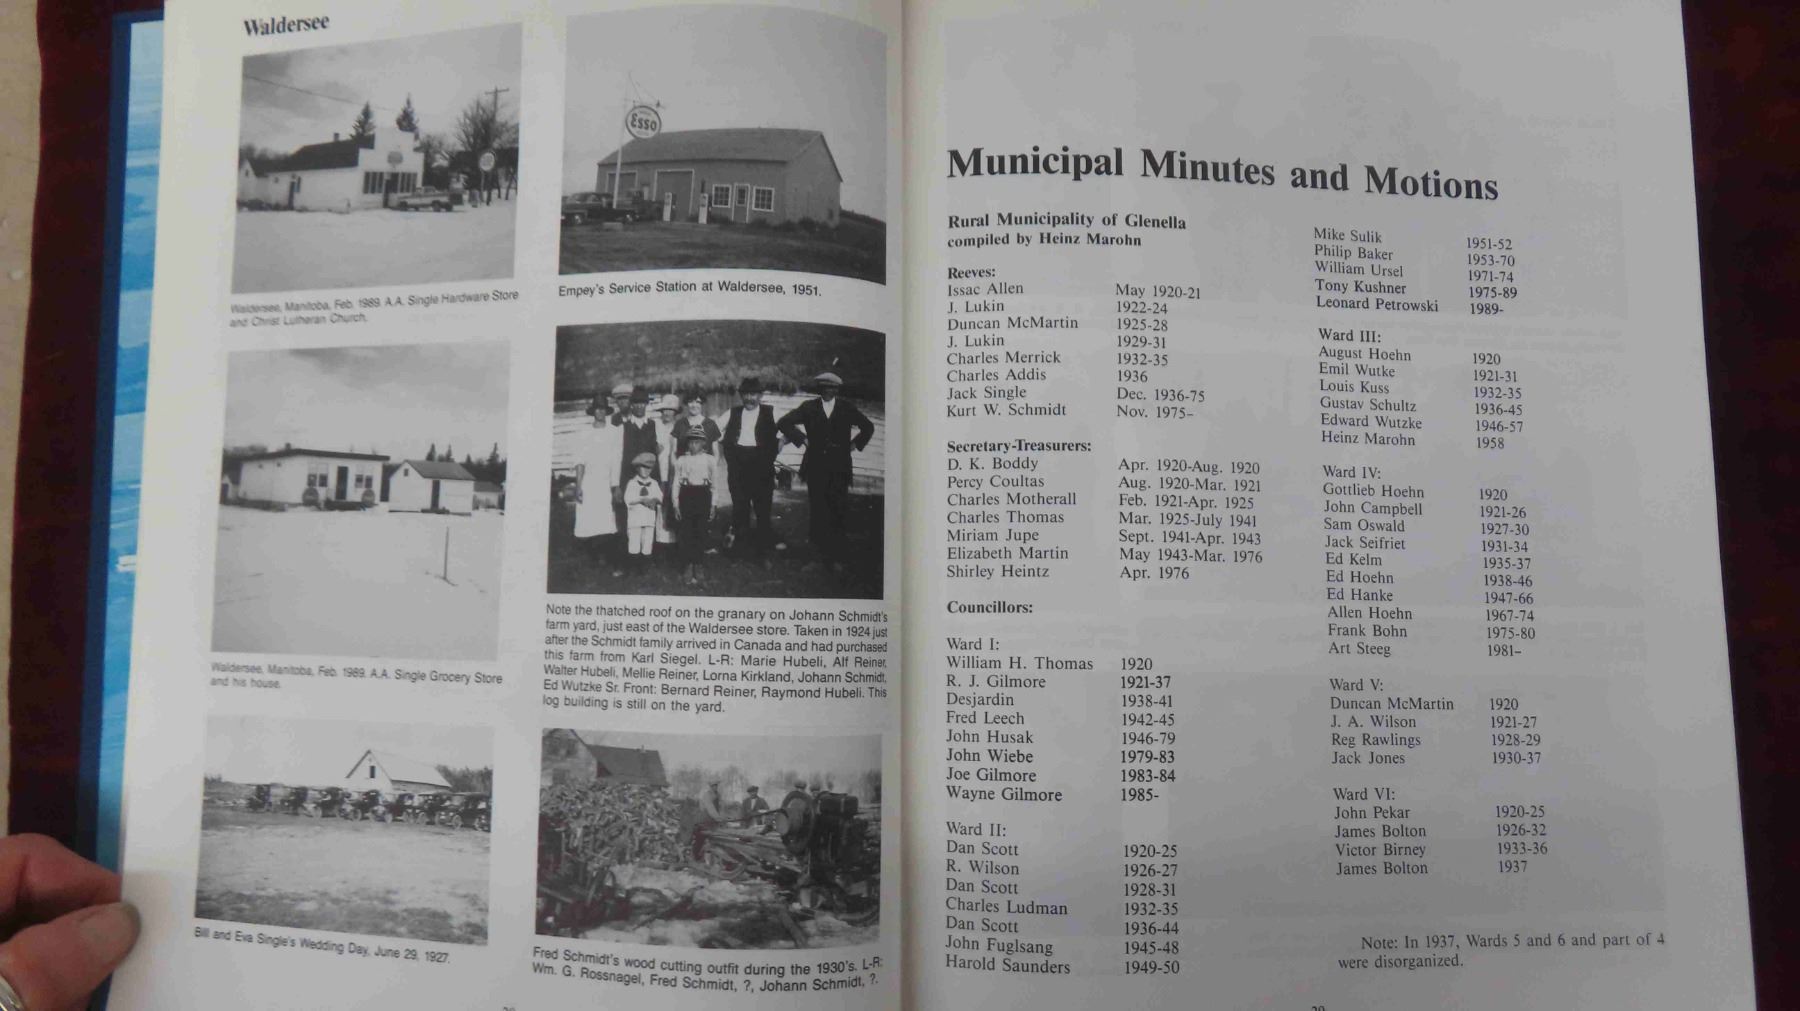 Waldersee
Esso
Waldersee, Manitoba, Feb. 1989. A.A. Single Hardware Store
and Christ Lutheran Church.
Waldersee, Manitoba, Feb. 1989. A.A. Single Grocery Store
and his house.
Bill and Eva Single's Wedding Day, June 29, 1927.
Empey's Service Station at Waldersee, 1951.
Note the thatched roof on the granary on Johann Schmidt's
farm yard, just east of the Waldersee store. Taken in 1924 just
after the Schmidt family arrived in Canada and had purchased
this farm from Karl Siegel. L-R: Marie Hubeli, Alf Reiner,
Walter Hubeli, Mellie Reiner, Lorna Kirkland, Johann Schmidt,
Ed Wutzke Sr. Front: Bernard Reiner, Raymond Hubeli. This
log building is still on the yard.
Fred Schmidt's wood cutting outfit during the 1930's. L-R:
Wm. G. Rossnagel, Fred Schmidt, ?, Johann Schmidt, ?.
Municipal Minutes and Motions
Rural Municipality of Glenella
compiled by Heinz Marohn
Reeves:
Issac Allen May 1920-21
J. Lukin 1922-24
Duncan McMartin 1925-28
J. Lukin 1929-31
Charles Merrick 1932-35
Charles Addis 1936
Jack Single Dec. 1936-75
Kurt W. Schmidt Nov. 1975–
Secretary-Treasurers:
D. K. Boddy Apr. 1920-Aug. 1920
Percy Coultas Aug. 1920-Mar. 1921
Charles Motherall Feb. 1921-Apr. 1925
Charles Thomas Mar. 1925-July 1941
Miriam Jupe Sept. 1941-Apr. 1943
Elizabeth Martin May 1943-Mar. 1976
Shirley Heintz Apr. 1976
Councillors:
Ward I:
William H. Thomas 1920
R. J. Gilmore 1921-37
Desjardin 1938-41
Fred Leech 1942-45
John Husak 1946-79
John Wiebe 1979-83
Joe Gilmore 1983-84
Wayne Gilmore 1985-
Ward II:
Dan Scott 1920-25
R. Wilson 1926-27
Dan Scott 1928-31
Charles Ludman 1932-35
Dan Scott 1936-44
John Fuglsang 1945-48
Harold Saunders 1949-50
Mike Sulik 1951-52
Philip Baker 1953-70
William Ursel 1971-74
Tony Kushner 1975-89
Leonard Petrowski 1989-
Ward III:
August Hoehn 1920
Emil Wutke 1921-31
Louis Kuss 1932-35
Gustav Schultz 1936-45
Edward Wutzke 1946-57
Heinz Marohn 1958
Ward IV:
Gottlieb Hoehn 1920
John Campbell 1921-26
Sam Oswald 1927-30
Jack Seifriet 1931-34
Ed Kelm 1935-37
Ed Hoehn 1938-46
Ed Hanke 1947-66
Allen Hoehn 1967-74
Frank Bohn 1975-80
Art Steeg 1981–
Ward V:
Duncan McMartin 1920
J. A. Wilson 1921-27
Reg Rawlings 1928-29
Jack Jones 1930-37
Ward VI:
John Pekar 1920-25
James Bolton 1926-32
Victor Birney 1933-36
James Bolton 1937
Note: In 1937, Wards 5 and 6 and part of 4
were disorganized.